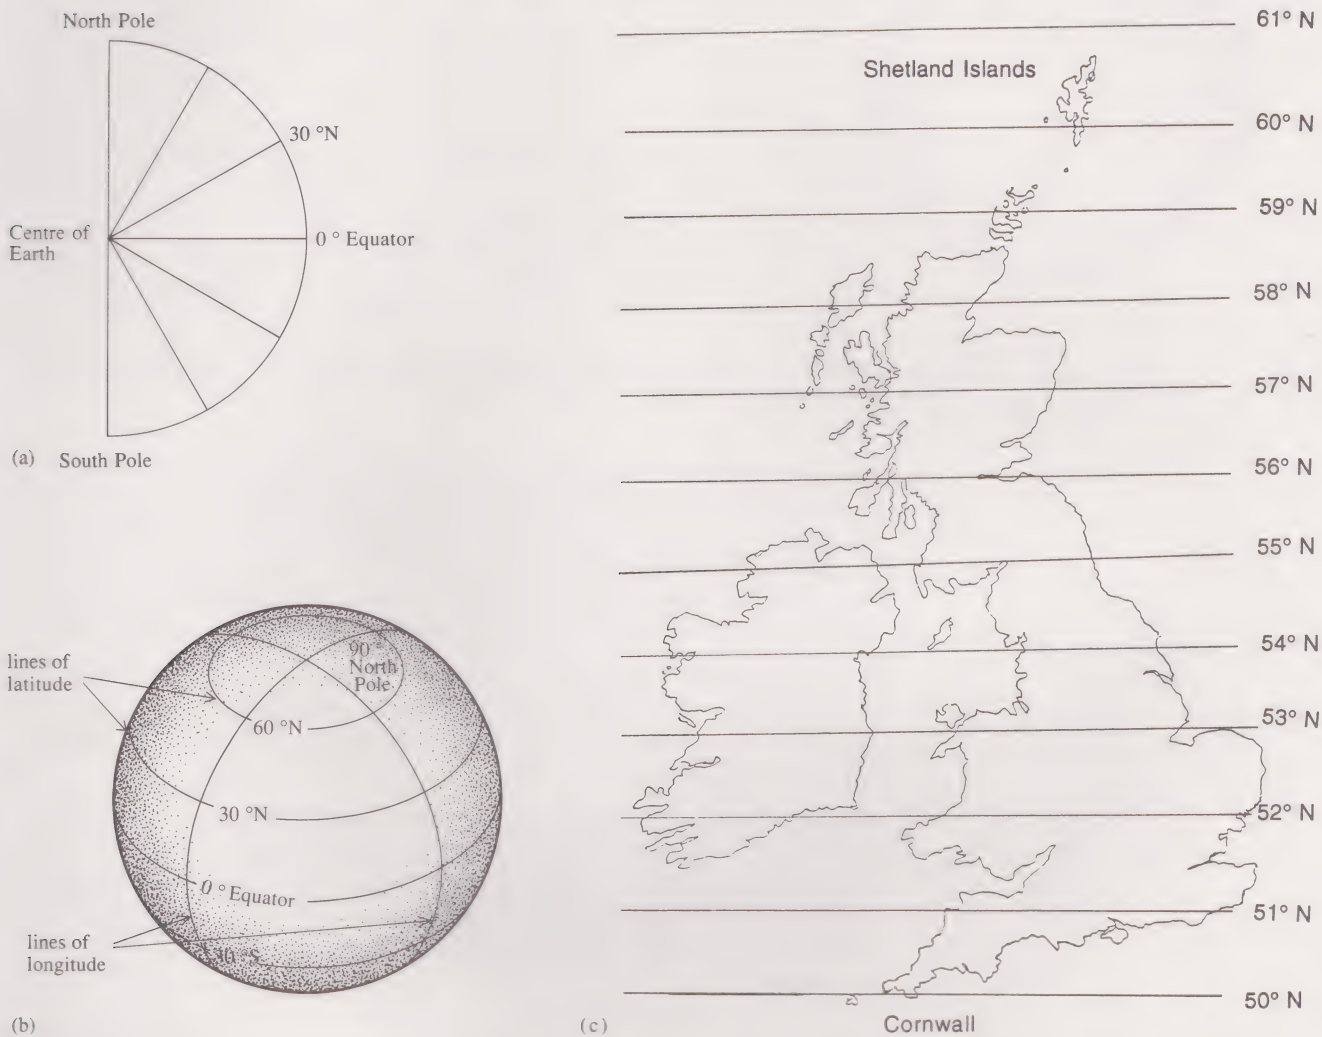 North Pole
30 °N
Centre of
Earth
0 ° Equator
(a) South Pole
lines of
latitude
90°
North
Pole
60 °N
30 °N
0 ° Equator
30 °S
lines of
longitude
(b)
61° N
Shetland Islands
60° N
59° N
58° N
57° N
56° N
55° N
54° N
53° N
52° N
51° N
50° N
(c) Cornwall